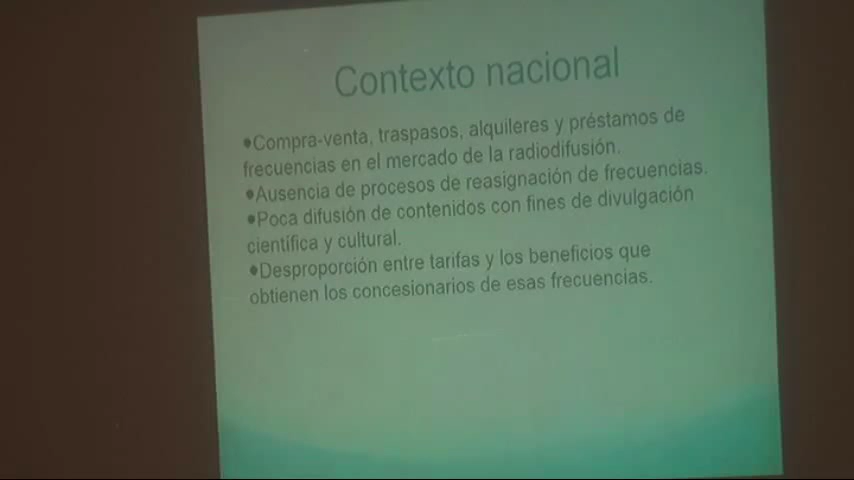 Contexto nacional
●Compra-venta, traspasos, alquileres y préstamos de
frecuencias en el mercado de la radiodifusión.
●Ausencia de procesos de reasignación de frecuencias.
●Poca difusión de contenidos con fines de divulgación
científica y cultural.
●Desproporción entre tarifas y los beneficios que
obtienen los concesionarios de esas frecuencias.